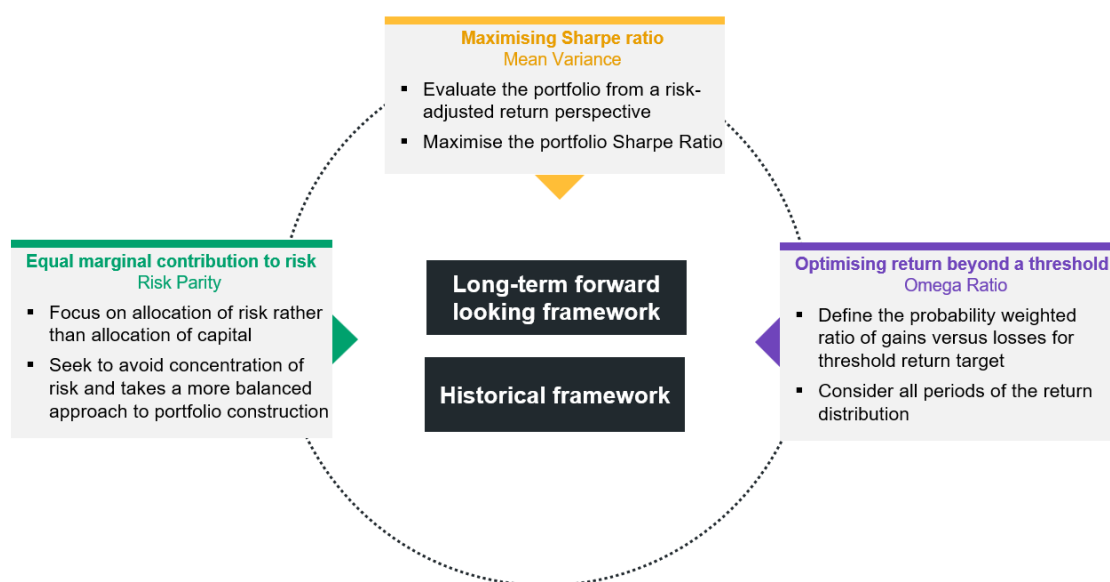 Maximising Sharpe ratio
Mean Variance
▪ Evaluate the portfolio from a risk-
adjusted return perspective
▪ Maximise the portfolio Sharpe Ratio
Equal marginal contribution to risk
Risk Parity
▪ Focus on allocation of risk rather
than allocation of capital
▪ Seek to avoid concentration of
risk and takes a more balanced
approach to portfolio construction
Long-term forward
looking framework
Historical framework
Optimising return beyond a threshold
Omega Ratio
▪ Define the probability weighted
ratio of gains versus losses for
threshold return target
▪ Consider all periods of the return
distribution